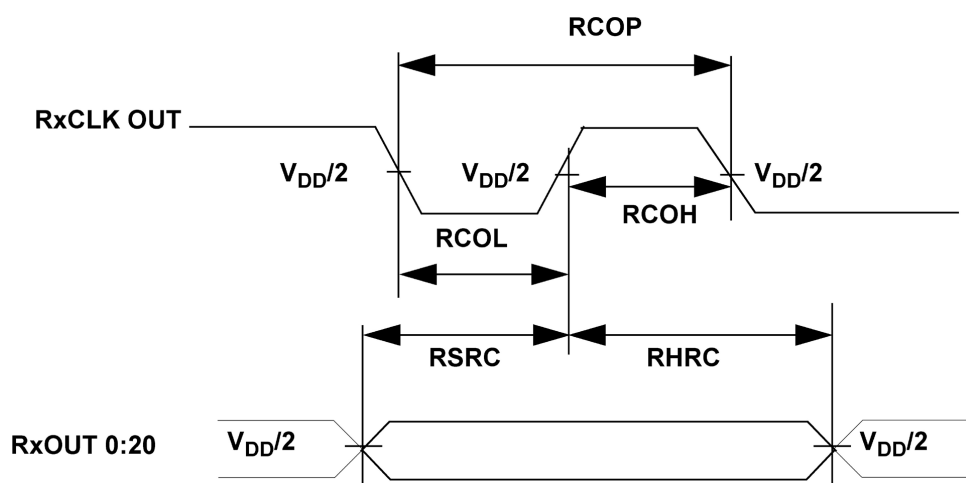 RCOP
RxCLK OUT
V_DD/2 V_DD/2 V_DD/2
RCOH
RCOL
RSRC RHRC
RxOUT 0:20 V_DD/2 V_DD/2